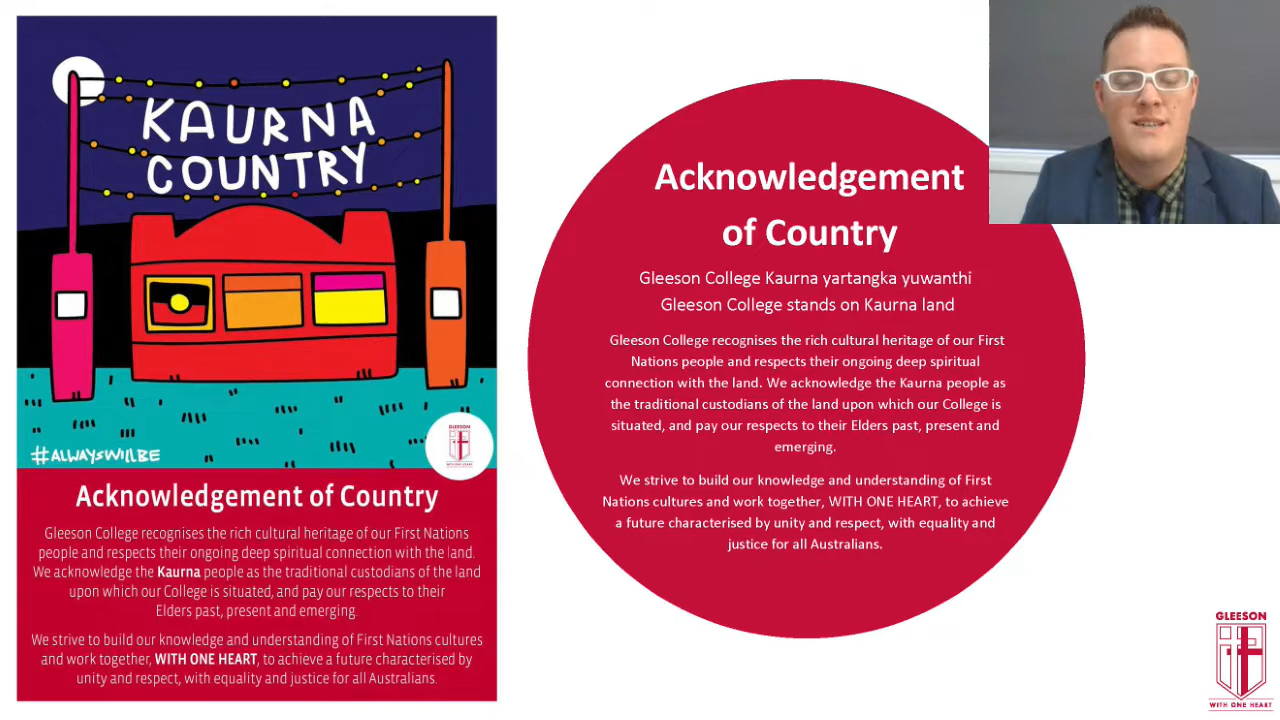 KAURNA
COUNTRY
#ALWAYSWILLBE
GLEESON
WITH ONE HEART
Acknowledgement of Country
Gleeson College recognises the rich cultural heritage of our First Nations
people and respects their ongoing deep spiritual connection with the land.
We acknowledge the Kaurna people as the traditional custodians of the land
upon which our College is situated, and pay our respects to their
Elders past, present and emerging.
We strive to build our knowledge and understanding of First Nations cultures
and work together, WITH ONE HEART, to achieve a future characterised by
unity and respect, with equality and justice for all Australians.
Acknowledgement
of Country
Gleeson College Kaurna yartangka yuwanthi
Gleeson College stands on Kaurna land
Gleeson College recognises the rich cultural heritage of our First
Nations people and respects their ongoing deep spiritual
connection with the land. We acknowledge the Kaurna people as
the traditional custodians of the land upon which our College is
situated, and pay our respects to their Elders past, present and
emerging.
We strive to build our knowledge and understanding of First
Nations cultures and work together, WITH ONE HEART, to achieve
a future characterised by unity and respect, with equality and
justice for all Australians.
GLEESON
WITH ONE HEART